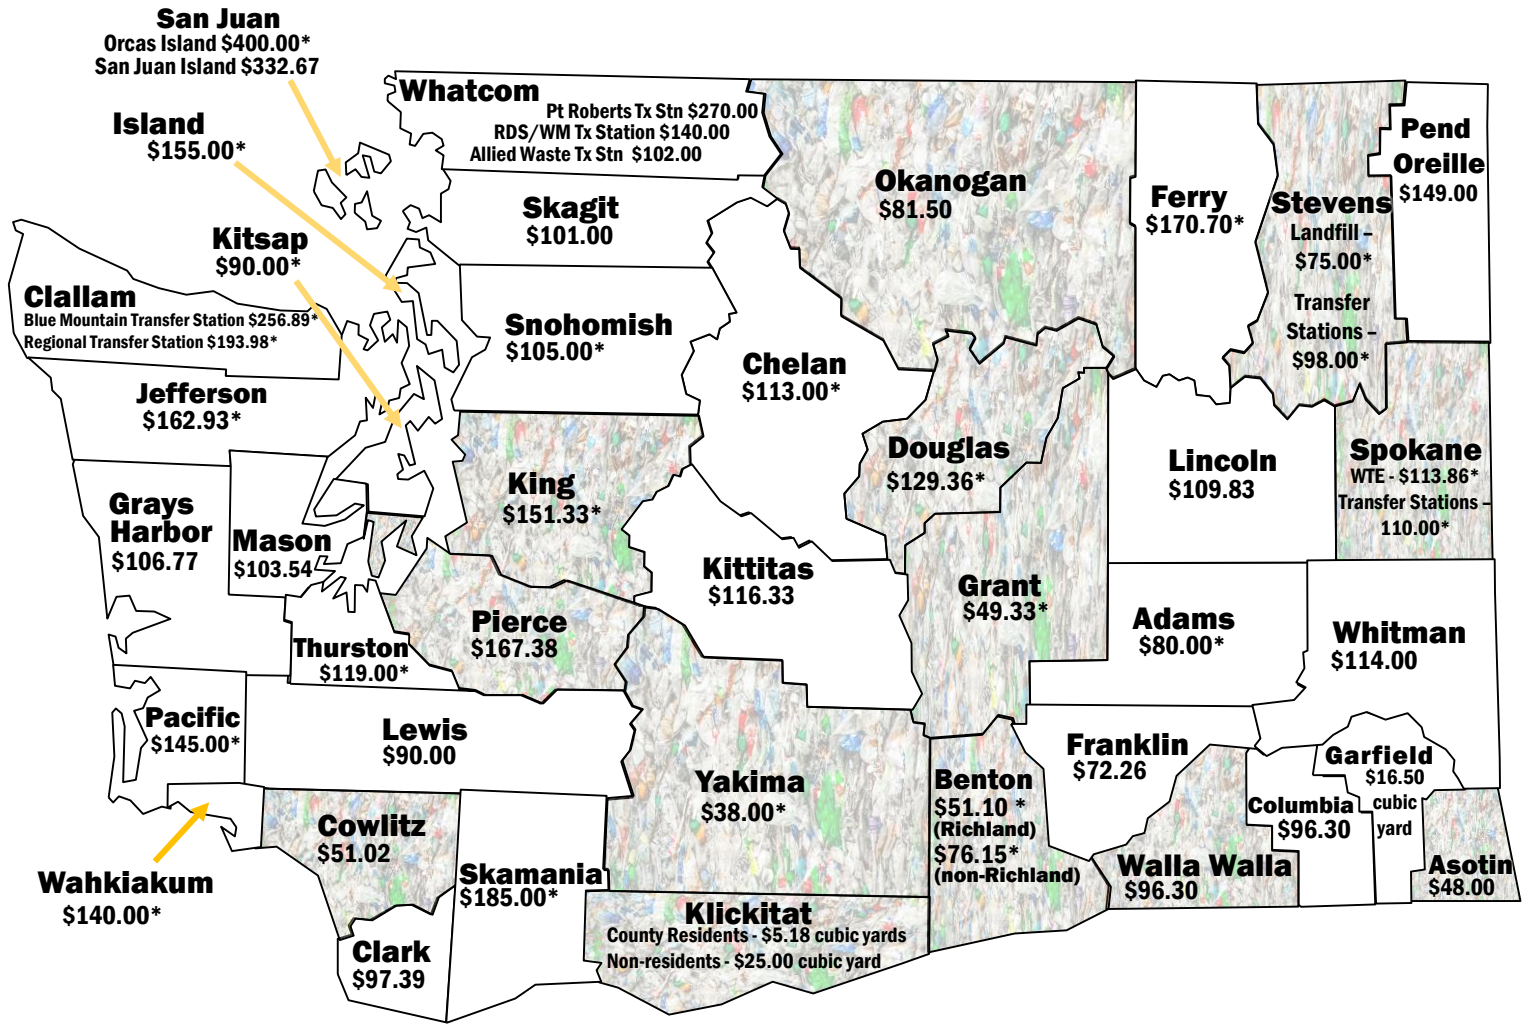 San Juan
Orcas Island $400.00*
San Juan Island $332.67
Island
$155.00*
Kitsap
$90.00*
Whatcom
Pt Roberts Tx Stn $270.00
RDS/WM Tx Station $140.00
Allied Waste Tx Stn $102.00
Skagit
$101.00
Okanogan
$81.50
Ferry
$170.70*
Stevens
Landfill –
$75.00*
Transfer
Stations –
$98.00*
Pend
Oreille
$149.00
Clallam
Blue Mountain Transfer Station $256.89*
Regional Transfer Station $193.98*
Snohomish
$105.00*
Chelan
$113.00*
Jefferson
$162.93*
Douglas
$129.36*
Lincoln
$109.83
Spokane
WTE - $113.86*
Transfer Stations –
110.00*
King
$151.33*
Grays
Harbor
$106.77
Mason
$103.54
Kittitas
$116.33
Grant
$49.33*
Adams
$80.00*
Whitman
$114.00
Pierce
$167.38
Thurston
$119.00*
Pacific
$145.00*
Lewis
$90.00
Yakima
$38.00*
Benton
$51.10 *
(Richland)
$76.15*
(non-Richland)
Franklin
$72.26
Garfield
$16.50
cubic
yard
Columbia
$96.30
Walla Walla
$96.30
Asotin
$48.00
Cowlitz
$51.02
Skamania
$185.00*
Wahkiakum
$140.00*
Klickitat
County Residents - $5.18 cubic yards
Non-residents - $25.00 cubic yard
Clark
$97.39